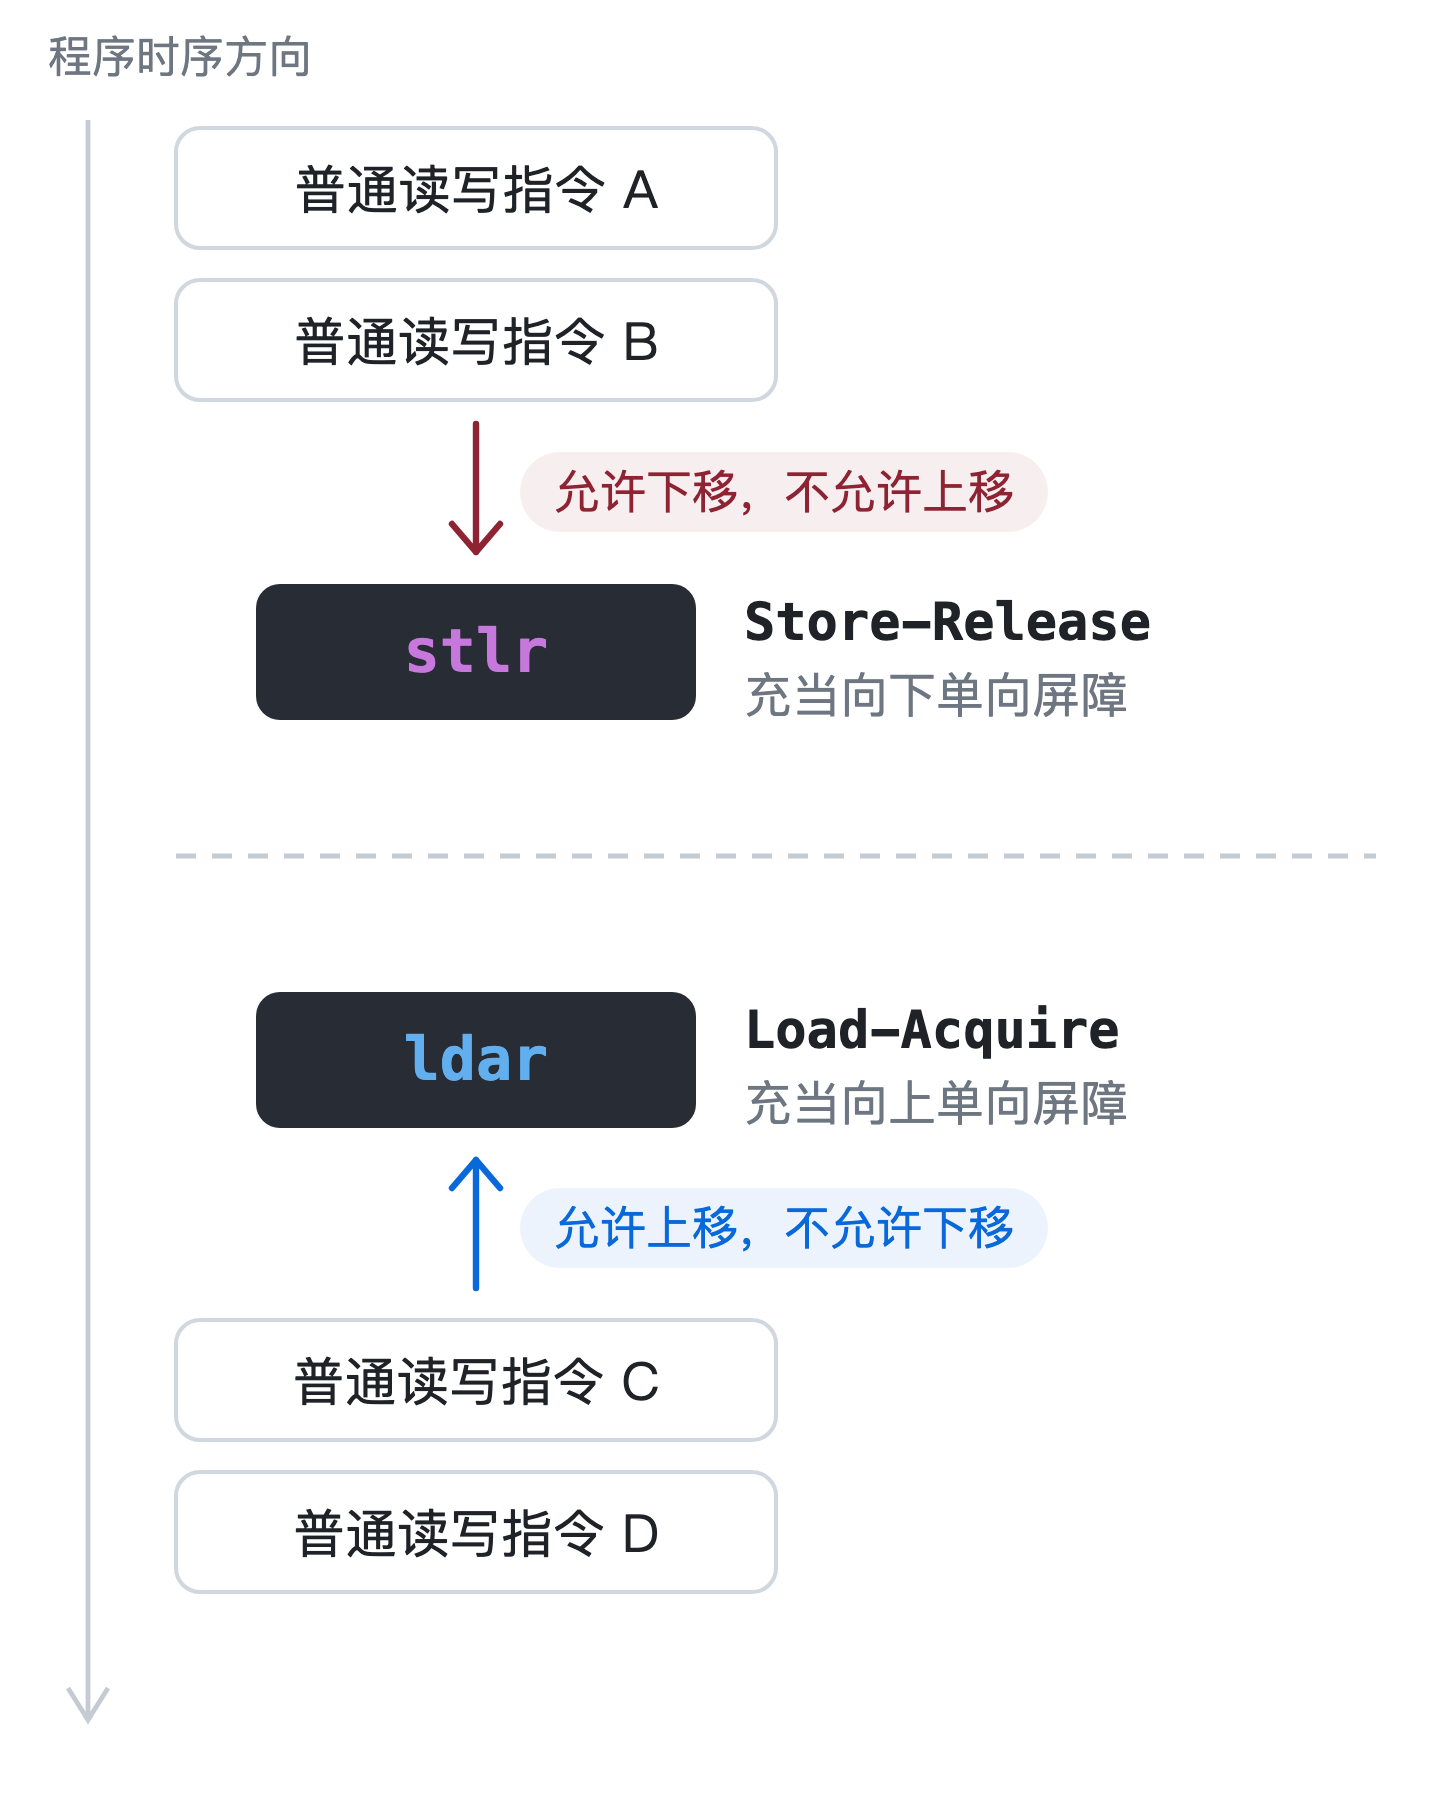 程序时序方向
普通读写指令 A
普通读写指令 B
允许下移，不允许上移
stlr
Store-Release
充当向下单向屏障
ldar
Load-Acquire
充当向上单向屏障
允许上移，不允许下移
普通读写指令 C
普通读写指令 D